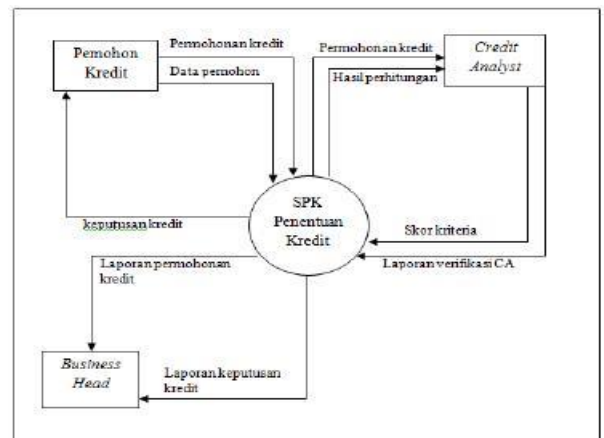 Pemohon
Kredit
Permohonan kredit
Data pemohon
Permohonan kredit
Hasil perhitungan
Credit
Analyst
SPK
Penentuan
Kredit
keputusan kredit
Skor kriteria
Laporan verifikasi CA
Laporan permohonan
kredit
Business
Head
Laporan keputusan
kredit